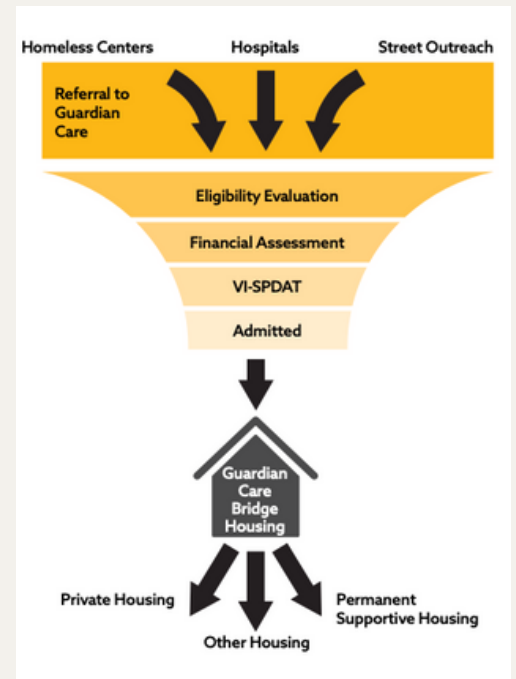 Homeless Centers
Hospitals
Street Outreach
Referral to
Guardian
Care
Eligibility Evaluation
Financial Assessment
VI-SPDAT
Admitted
Guardian
Care
Bridge
Housing
Private Housing
Other Housing
Permanent
Supportive Housing